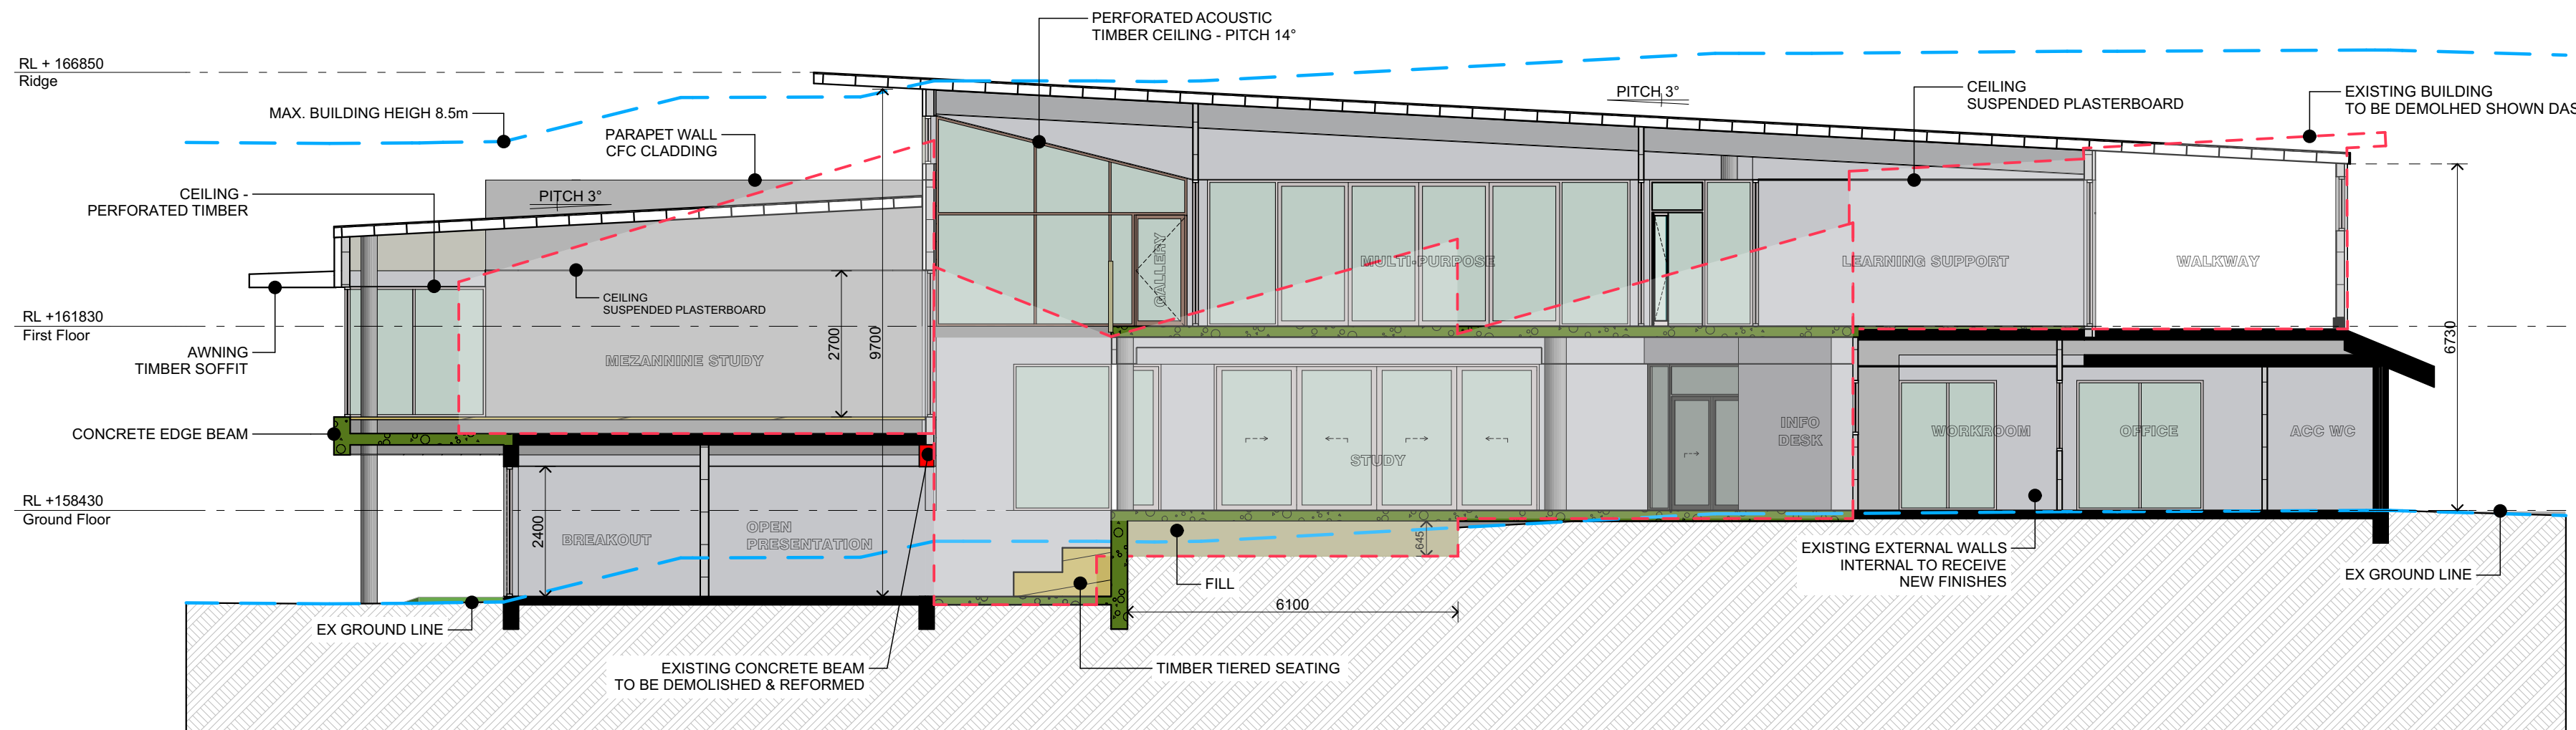 PERFORATED ACOUSTIC
TIMBER CEILING - PITCH 14°
RL + 166850
Ridge
MAX. BUILDING HEIGH 8.5m
PARAPET WALL
CFC CLADDING
PITCH 3°
CEILING
SUSPENDED PLASTERBOARD
EXISTING BUILDING
TO BE DEMOLHED SHOWN DAS
CEILING -
PERFORATED TIMBER
PITCH 3°
GALLERY
MULTI-PURPOSE
LEARNING SUPPORT
WALKWAY
CEILING
SUSPENDED PLASTERBOARD
RL +161830
First Floor
AWNING
TIMBER SOFFIT
MEZANNINE STUDY
2700
9700
6730
CONCRETE EDGE BEAM
INFO
DESK
WORKROOM
OFFICE
ACC WC
STUDY
RL +158430
Ground Floor
2400
BREAKOUT
OPEN
PRESENTATION
645
EXISTING EXTERNAL WALLS
INTERNAL TO RECEIVE
NEW FINISHES
EX GROUND LINE
FILL
6100
EX GROUND LINE
EXISTING CONCRETE BEAM
TO BE DEMOLISHED & REFORMED
TIMBER TIERED SEATING